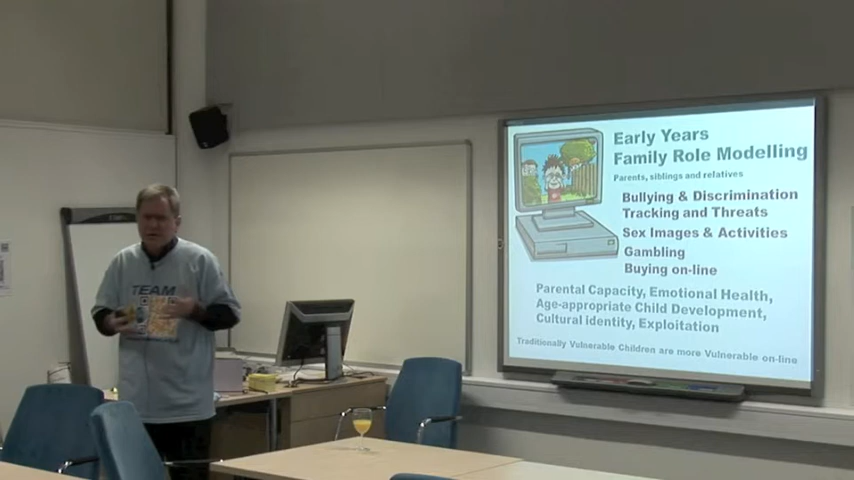 TEAM
Early Years
Family Role Modelling
Parents, siblings and relatives
Bullying & Discrimination
Tracking and Threats
Sex Images & Activities
Gambling
Buying on-line
Parental Capacity, Emotional Health,
Age-appropriate Child Development,
Cultural identity, Exploitation
Traditionally Vulnerable Children are more Vulnerable on-line